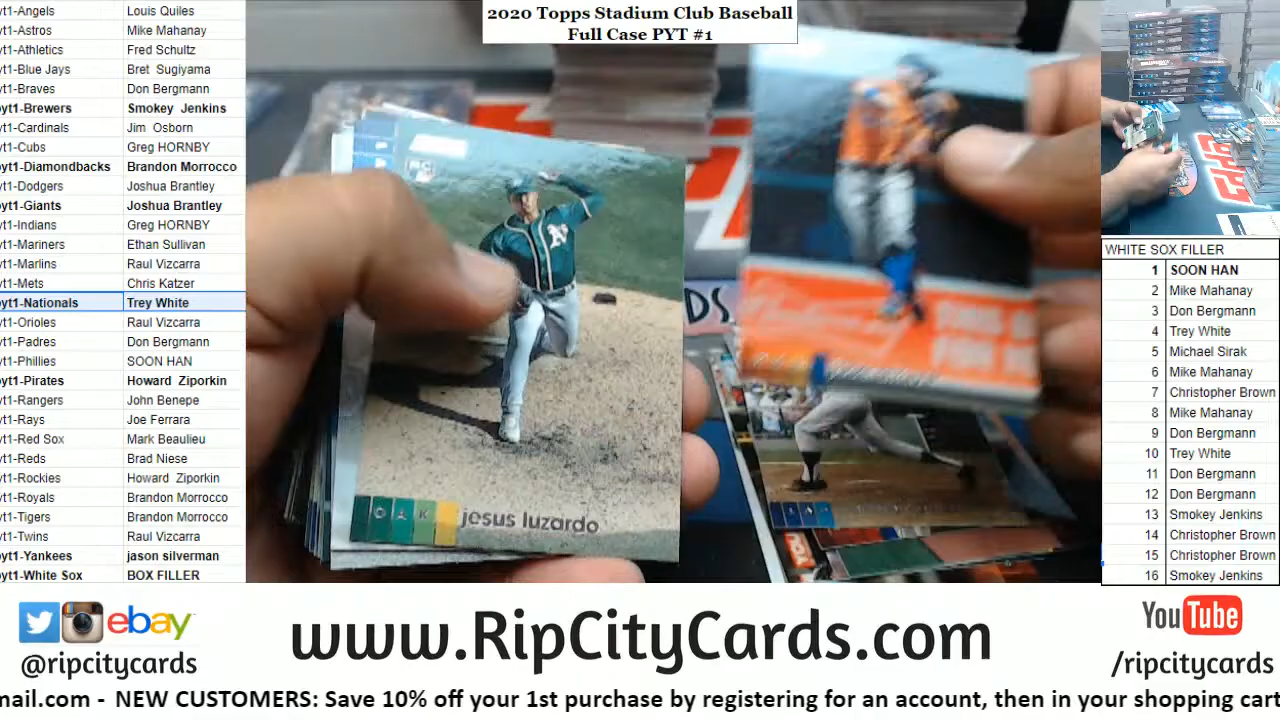 2020 Topps Stadium Club Baseball
Full Case PYT #1
yt1-Angels Louis Quiles
yt1-Astros Mike Mahanay
yt1-Athletics Fred Schultz
yt1-Blue Jays Bret Sugiyama
yt1-Braves Don Bergmann
yt1-Brewers Smokey Jenkins
yt1-Cardinals Jim Osborn
yt1-Cubs Greg HORNBY
yt1-Diamondbacks Brandon Morrocco
yt1-Dodgers Joshua Brantley
yt1-Giants Joshua Brantley
yt1-Indians Greg HORNBY
yt1-Mariners Ethan Sullivan
yt1-Marlins Raul Vizcarra
yt1-Mets Chris Katzer
yt1-Nationals Trey White
yt1-Orioles Raul Vizcarra
yt1-Padres Don Bergmann
yt1-Phillies SOON HAN
yt1-Pirates Howard Ziporkin
yt1-Rangers John Benepe
yt1-Rays Joe Ferrara
yt1-Red Sox Mark Beaulieu
yt1-Reds Brad Niese
yt1-Rockies Howard Ziporkin
yt1-Royals Brandon Morrocco
yt1-Tigers Brandon Morrocco
yt1-Twins Raul Vizcarra
yt1-Yankees jason silverman
yt1-White Sox BOX FILLER
RC
A's
OAK jesus luzardo
WHITE SOX FILLER
1 SOON HAN
2 Mike Mahanay
3 Don Bergmann
4 Trey White
5 Michael Sirak
6 Mike Mahanay
7 Christopher Brown
8 Mike Mahanay
9 Don Bergmann
10 Trey White
11 Don Bergmann
12 Don Bergmann
13 Smokey Jenkins
14 Christopher Brown
15 Christopher Brown
16 Smokey Jenkins
ebay
@ripcitycards
www.RipCityCards.com
YouTube
/ripcitycards
mail.com - NEW CUSTOMERS: Save 10% off your 1st purchase by registering for an account, then in your shopping cart